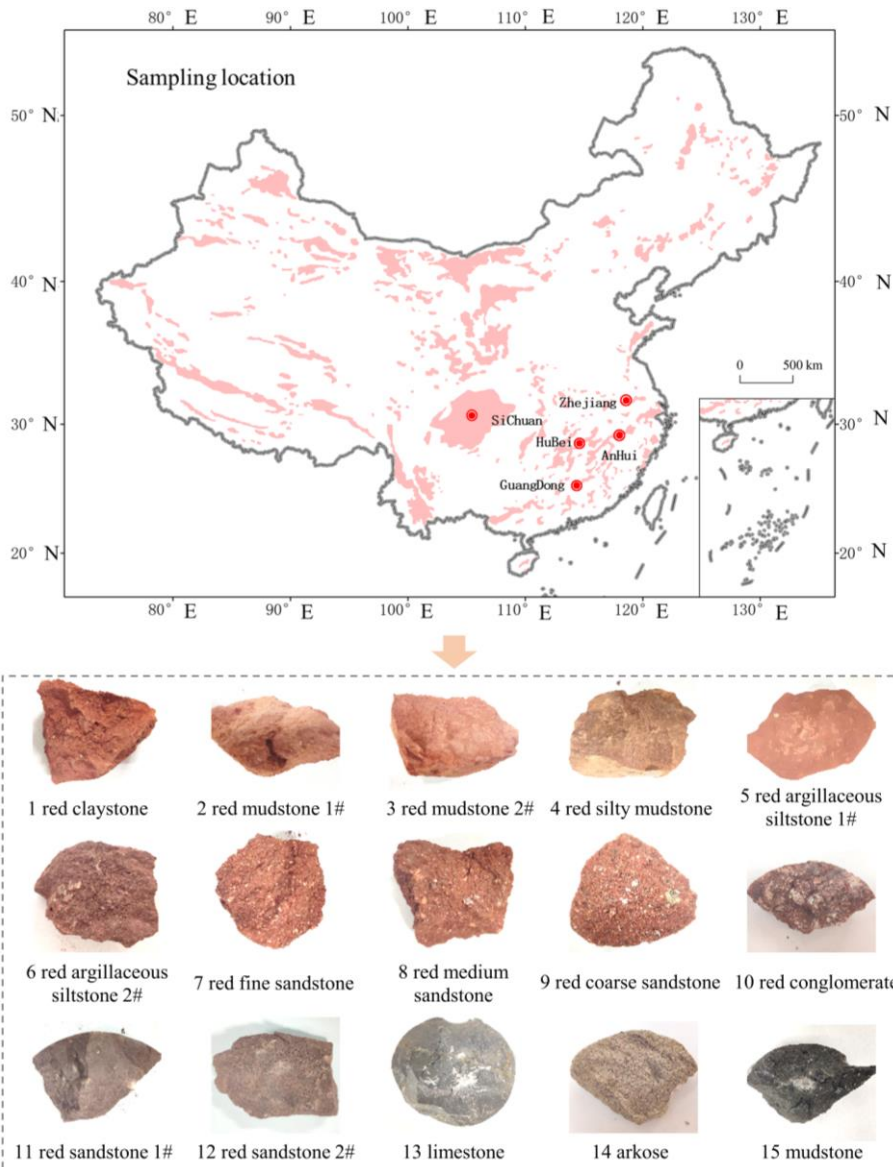 80° E 90° E 100° E 110° E 120° E 130° E
Sampling location
50° N
50° N
40° N
40° N
0 500 km
Zhejiang
30° N
30° N
SiChuan
HuBei
AnHui
GuangDong
20° N
20° N
80° E 90° E 100° E 110° E 120° E 130° E
1 red claystone
2 red mudstone 1#
3 red mudstone 2#
4 red silty mudstone
5 red argillaceous
siltstone 1#
6 red argillaceous
siltstone 2#
7 red fine sandstone
8 red medium
sandstone
9 red coarse sandstone
10 red conglomerate
11 red sandstone 1#
12 red sandstone 2#
13 limestone
14 arkose
15 mudstone